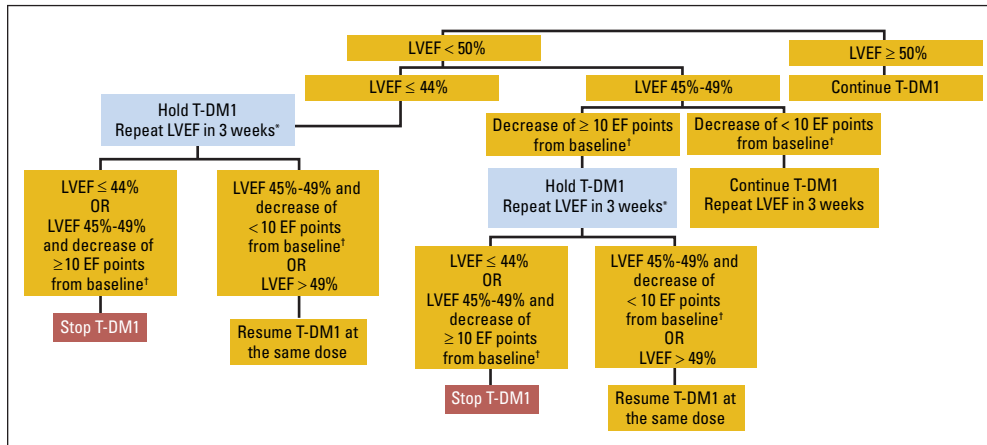 LVEF < 50%
LVEF ≥ 50%
LVEF ≤ 44%
LVEF 45%-49%
Continue T-DM1
Hold T-DM1
Repeat LVEF in 3 weeks*
Decrease of ≥ 10 EF points
from baseline†
Decrease of < 10 EF points
from baseline†
LVEF ≤ 44%
OR
LVEF 45%-49%
and decrease of
≥10 EF points
from baseline†
LVEF 45%-49% and
decrease of
<10 EF points
from baseline†
OR
LVEF > 49%
Hold T-DM1
Repeat LVEF in 3 weeks*
Continue T-DM1
Repeat LVEF in 3 weeks
Stop T-DM1
Resume T-DM1 at
the same dose
LVEF ≤ 44%
OR
LVEF 45%-49% and
decrease of
≥ 10 EF points
from baseline†
LVEF 45%-49% and
decrease of
< 10 EF points
from baseline†
OR
LVEF > 49%
Stop T-DM1
Resume T-DM1 at
the same dose